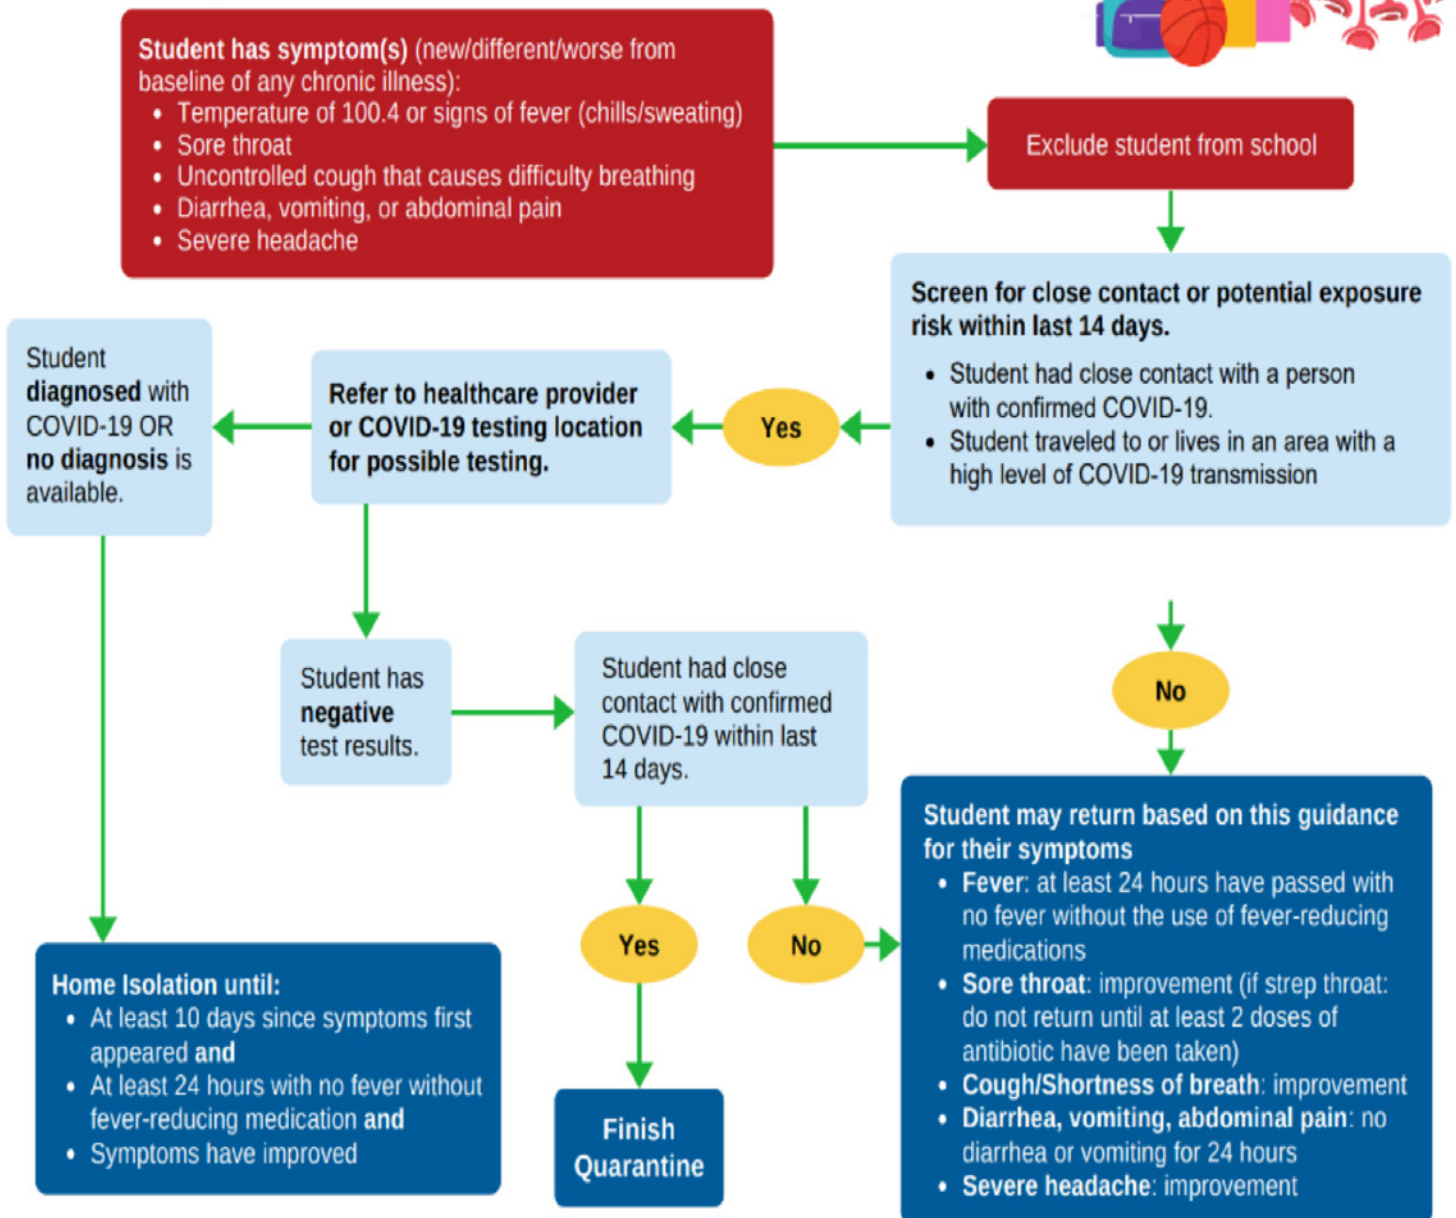 Student has symptom(s) (new/different/worse from
baseline of any chronic illness):
• Temperature of 100.4 or signs of fever (chills/sweating)
• Sore throat
• Uncontrolled cough that causes difficulty breathing
• Diarrhea, vomiting, or abdominal pain
• Severe headache
Exclude student from school
Screen for close contact or potential exposure
risk within last 14 days.
• Student had close contact with a person
with confirmed COVID-19.
• Student traveled to or lives in an area with a
high level of COVID-19 transmission
Yes
Refer to healthcare provider
or COVID-19 testing location
for possible testing.
Student
diagnosed with
COVID-19 OR
no diagnosis is
available.
Student has
negative
test results.
Student had close
contact with confirmed
COVID-19 within last
14 days.
No
Yes
No
Home Isolation until:
• At least 10 days since symptoms first
appeared and
• At least 24 hours with no fever without
fever-reducing medication and
• Symptoms have improved
Finish
Quarantine
Student may return based on this guidance
for their symptoms
• Fever: at least 24 hours have passed with
no fever without the use of fever-reducing
medications
• Sore throat: improvement (if strep throat:
do not return until at least 2 doses of
antibiotic have been taken)
• Cough/Shortness of breath: improvement
• Diarrhea, vomiting, abdominal pain: no
diarrhea or vomiting for 24 hours
• Severe headache: improvement